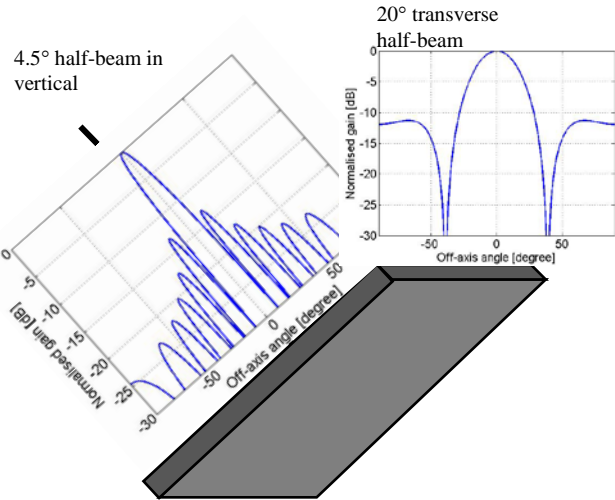 20° transverse
half-beam
4.5° half-beam in
vertical
0
-5
-10
-15
-20
-25
-30
Normalised gain [dB]
-50
0
50
Off-axis angle [degree]
0
-5
-10
-15
-20
-25
-30
Normalised gain [dB]
-50
0
50
Off-axis angle [degree]